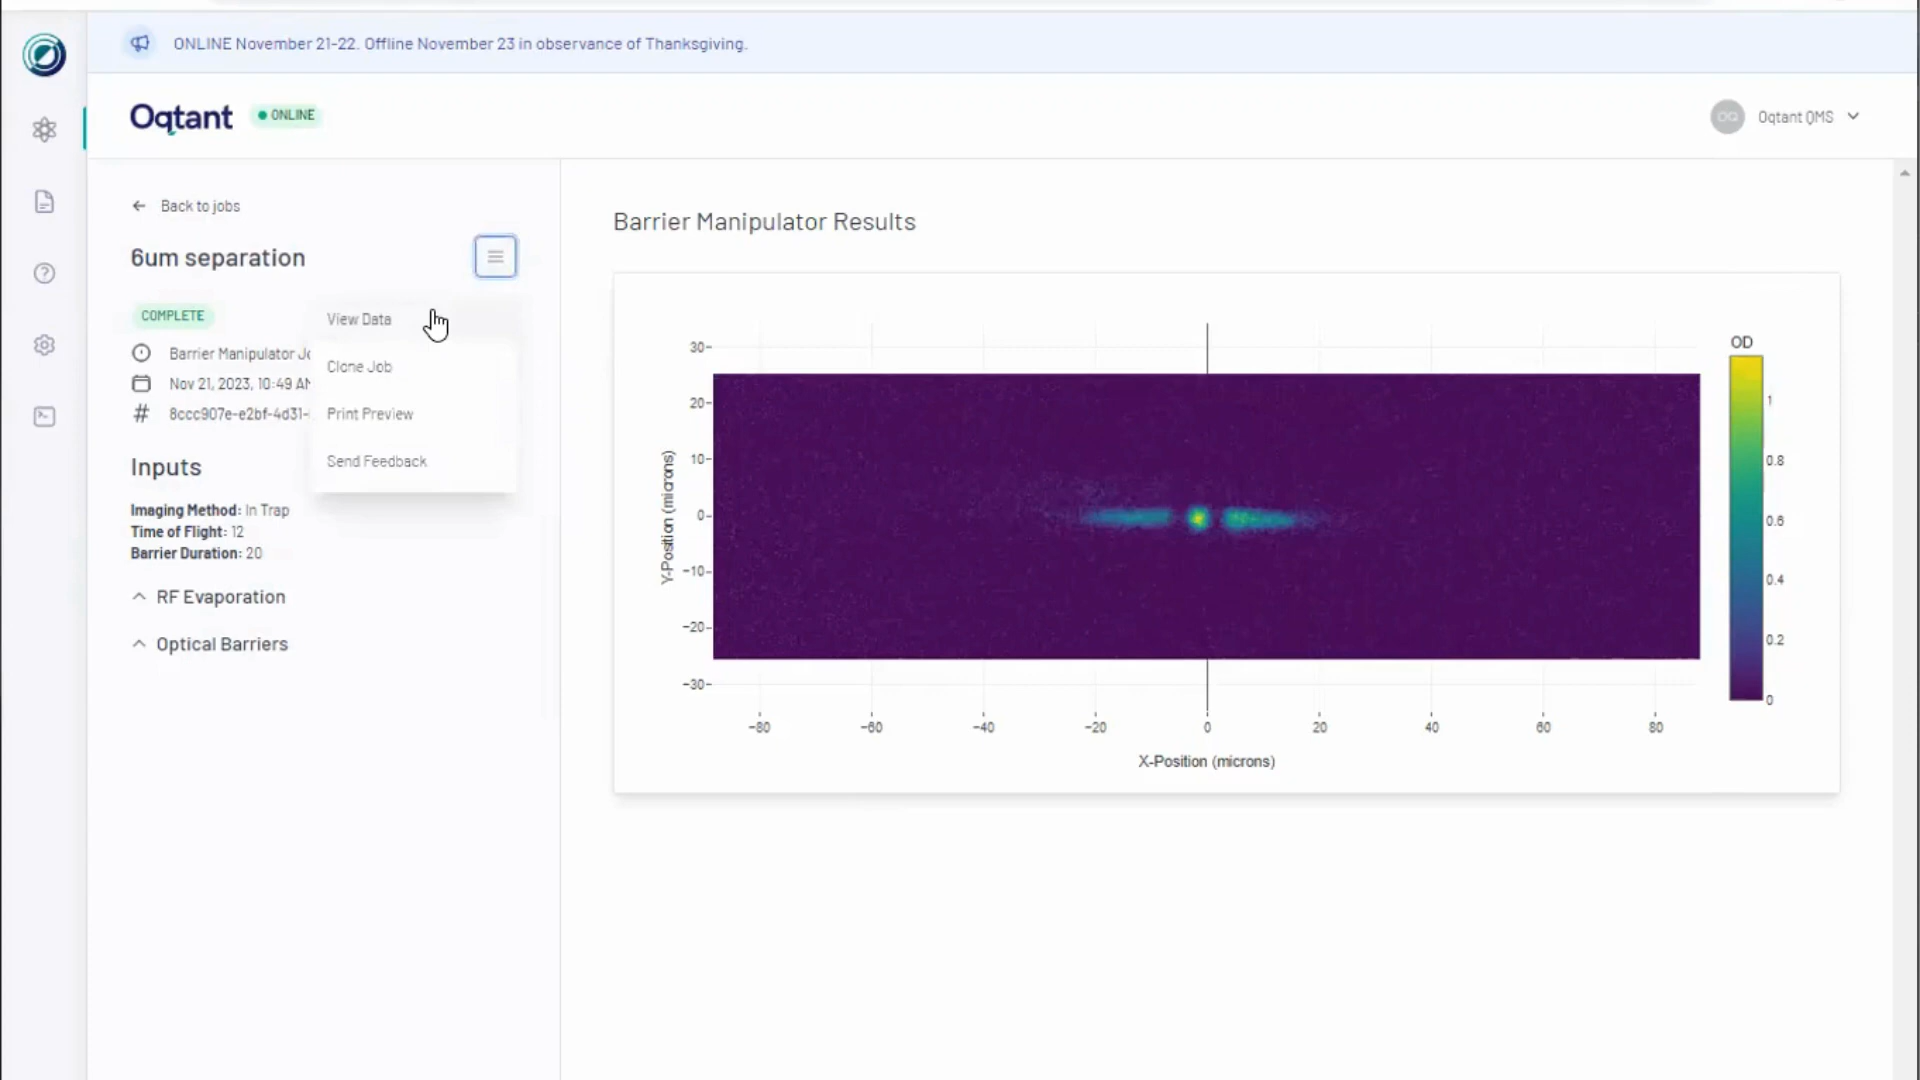 ONLINE November 21-22. Offline November 23 in observance of Thanksgiving.
Oqtant
ONLINE
OQ
Oqtant QMS
Back to jobs
6um separation
COMPLETE
View Data
Barrier Manipulator
Clone Job
Nov 21, 2023, 10:49
Print Preview
# 8ccc907e-e2bf-4d31-
Send Feedback
Inputs
Imaging Method: In Trap
Time of Flight: 12
Barrier Duration: 20
RF Evaporation
Optical Barriers
Barrier Manipulator Results
30
20
10
0
−10
−20
−30
Y-Position (microns)
−80 −60 −40 −20 0 20 40 60 80
X-Position (microns)
OD
1
0.8
0.6
0.4
0.2
0